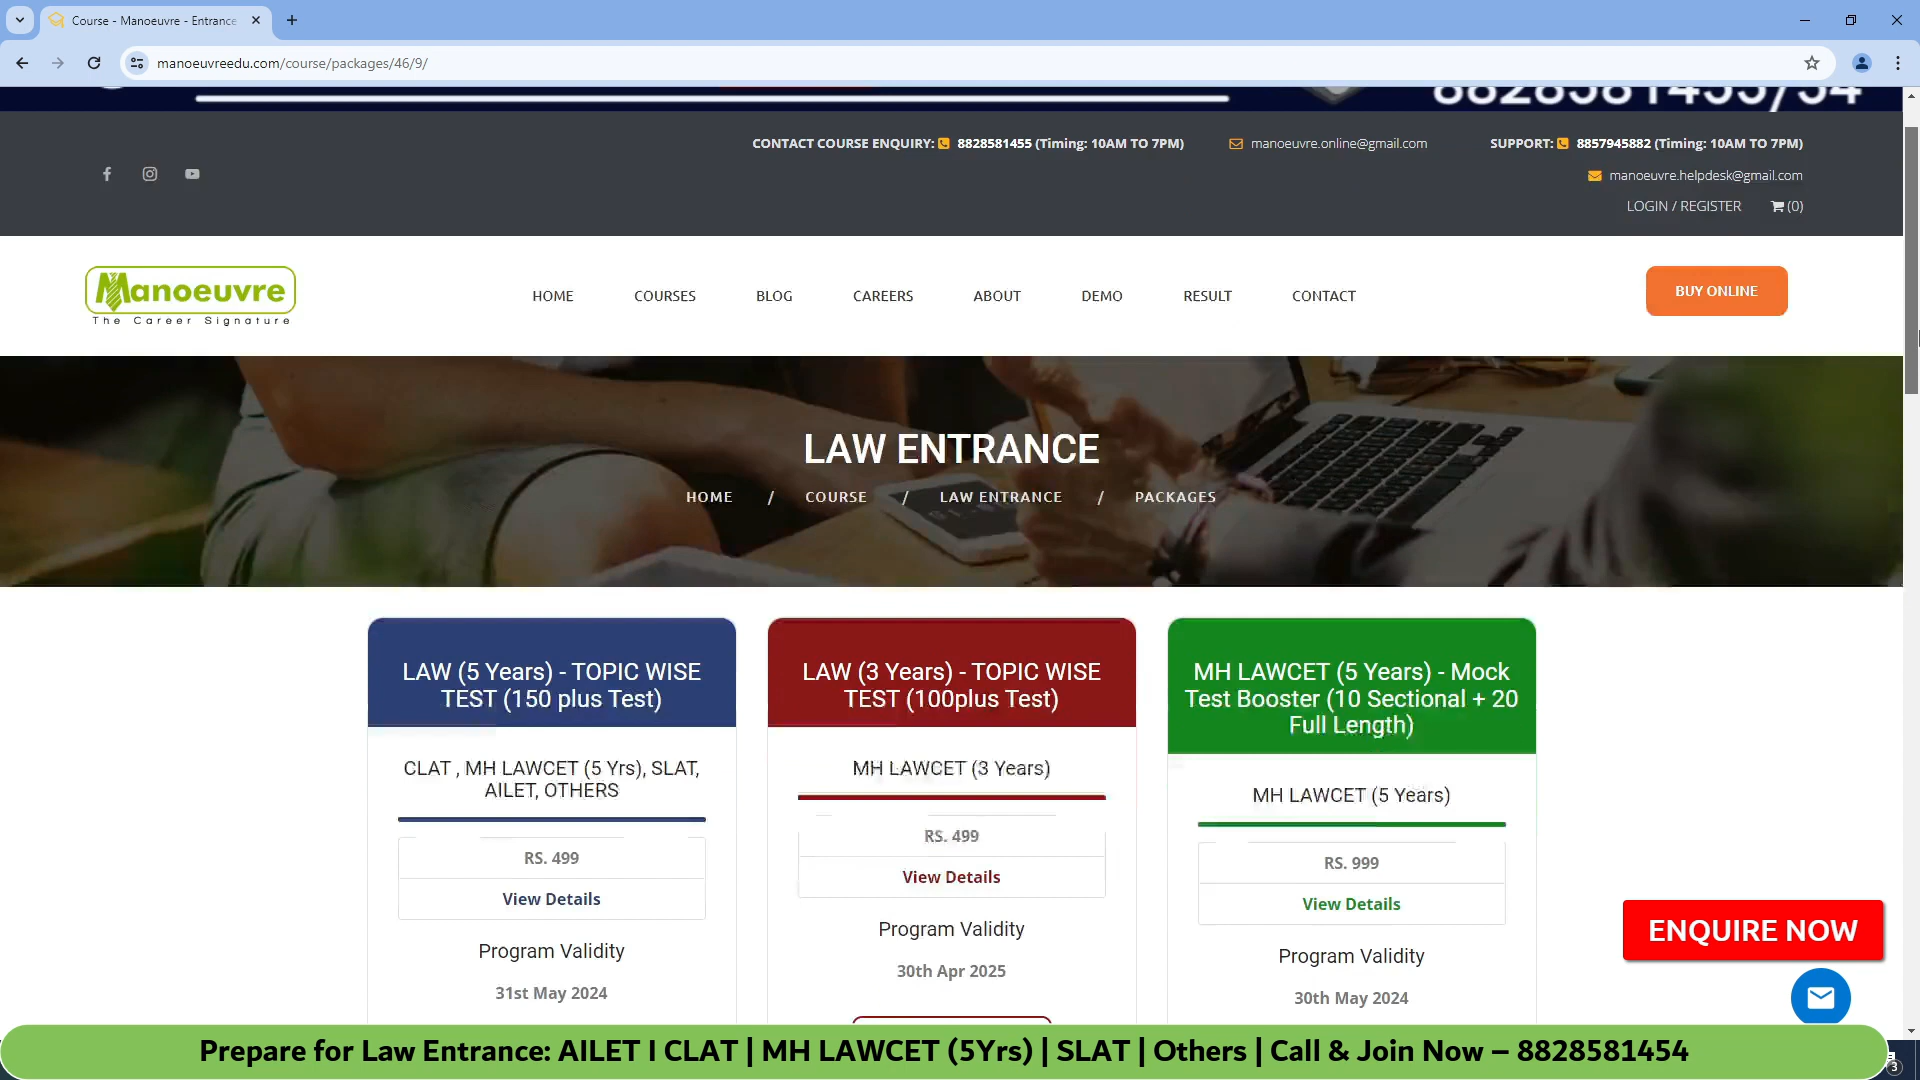 Course - Manoeuvre - Entrance
manoeuvreedu.com/course/packages/46/9/
CONTACT COURSE ENQUIRY: 8828581455 (Timing: 10AM TO 7PM) manoeuvre.online@gmail.com SUPPORT: 8857945882 (Timing: 10AM TO 7PM)
manoeuvre.helpdesk@gmail.com
LOGIN / REGISTER (0)
Manoeuvre
The Career Signature
HOME COURSES BLOG CAREERS ABOUT DEMO RESULT CONTACT BUY ONLINE
LAW ENTRANCE
HOME / COURSE / LAW ENTRANCE / PACKAGES
LAW (5 Years) - TOPIC WISE
TEST (150 plus Test)
CLAT , MH LAWCET (5 Yrs), SLAT,
AILET, OTHERS
RS. 499
View Details
Program Validity
31st May 2024
LAW (3 Years) - TOPIC WISE
TEST (100plus Test)
MH LAWCET (3 Years)
RS. 499
View Details
Program Validity
30th Apr 2025
MH LAWCET (5 Years) - Mock
Test Booster (10 Sectional + 20
Full Length)
MH LAWCET (5 Years)
RS. 999
View Details
Program Validity
30th May 2024
ENQUIRE NOW
Prepare for Law Entrance: AILET I CLAT | MH LAWCET (5Yrs) | SLAT | Others | Call & Join Now – 8828581454
3